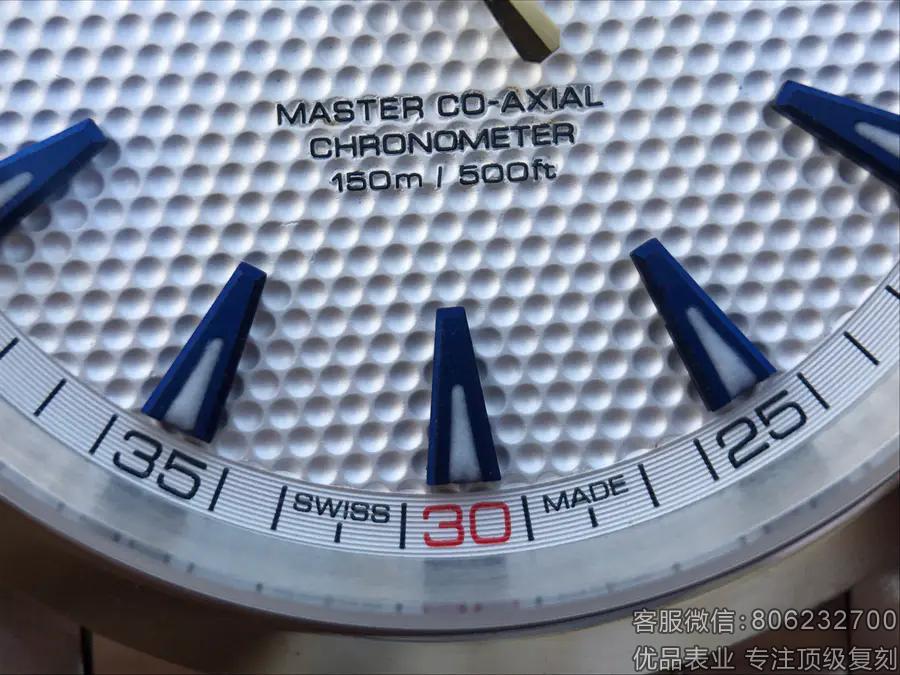 MASTER CO-AXIAL
CHRONOMETER
150m / 500ft
35
SWISS
30
MADE
25
客服微信:806232700
优品表业 专注顶级复刻